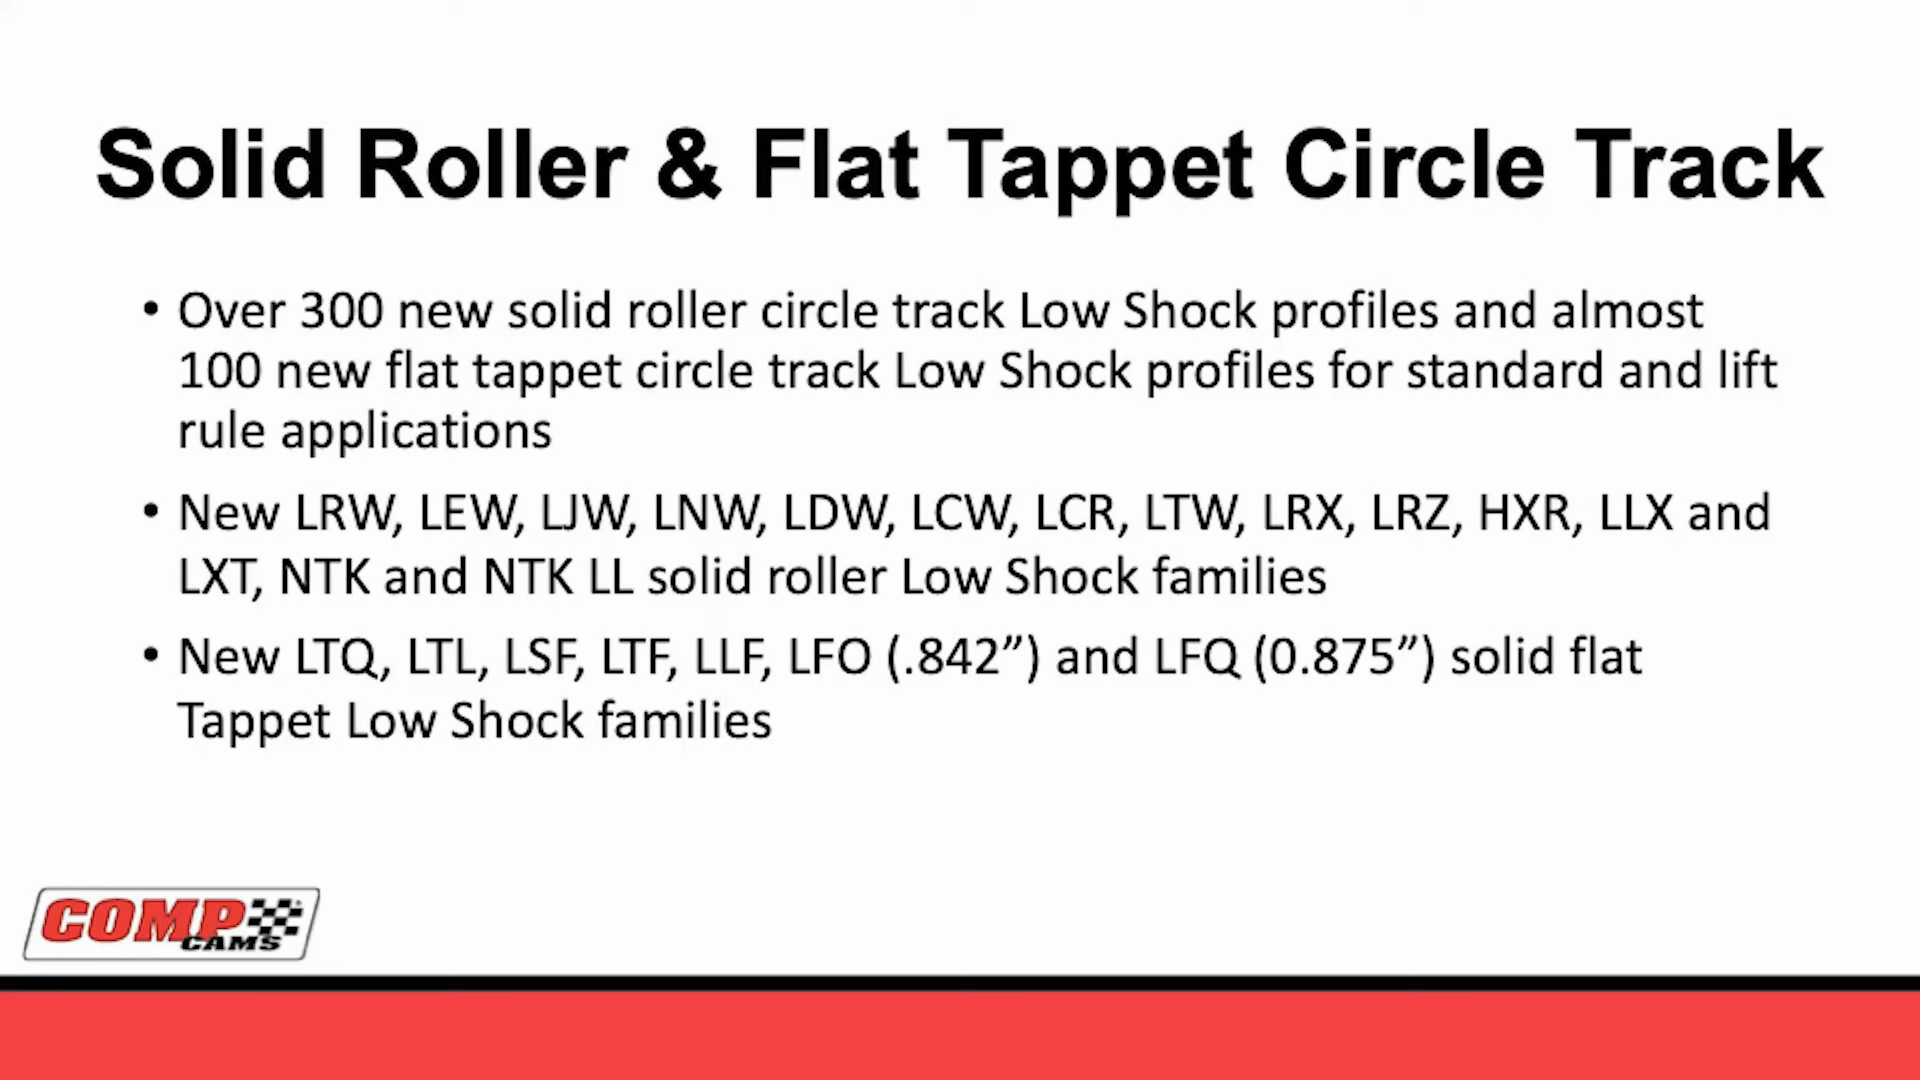 Solid Roller & Flat Tappet Circle Track
• Over 300 new solid roller circle track Low Shock profiles and almost
100 new flat tappet circle track Low Shock profiles for standard and lift
rule applications
• New LRW, LEW, LJW, LNW, LDW, LCW, LCR, LTW, LRX, LRZ, HXR, LLX and
LXT, NTK and NTK LL solid roller Low Shock families
• New LTQ, LTL, LSF, LTF, LLF, LFO (.842”) and LFQ (0.875”) solid flat
Tappet Low Shock families
COMP
CAMS